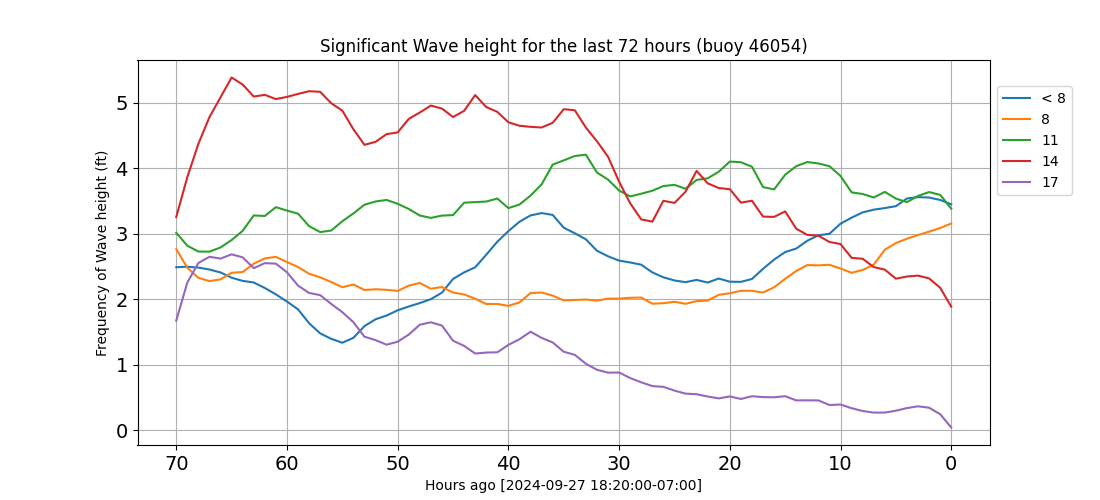 Significant Wave height for the last 72 hours (buoy 46054)
Frequency of Wave height (ft)
5
4
3
2
1
0
70 60 50 40 30 20 10 0
Hours ago [2024-09-27 18:20:00-07:00]
< 8
8
11
14
17